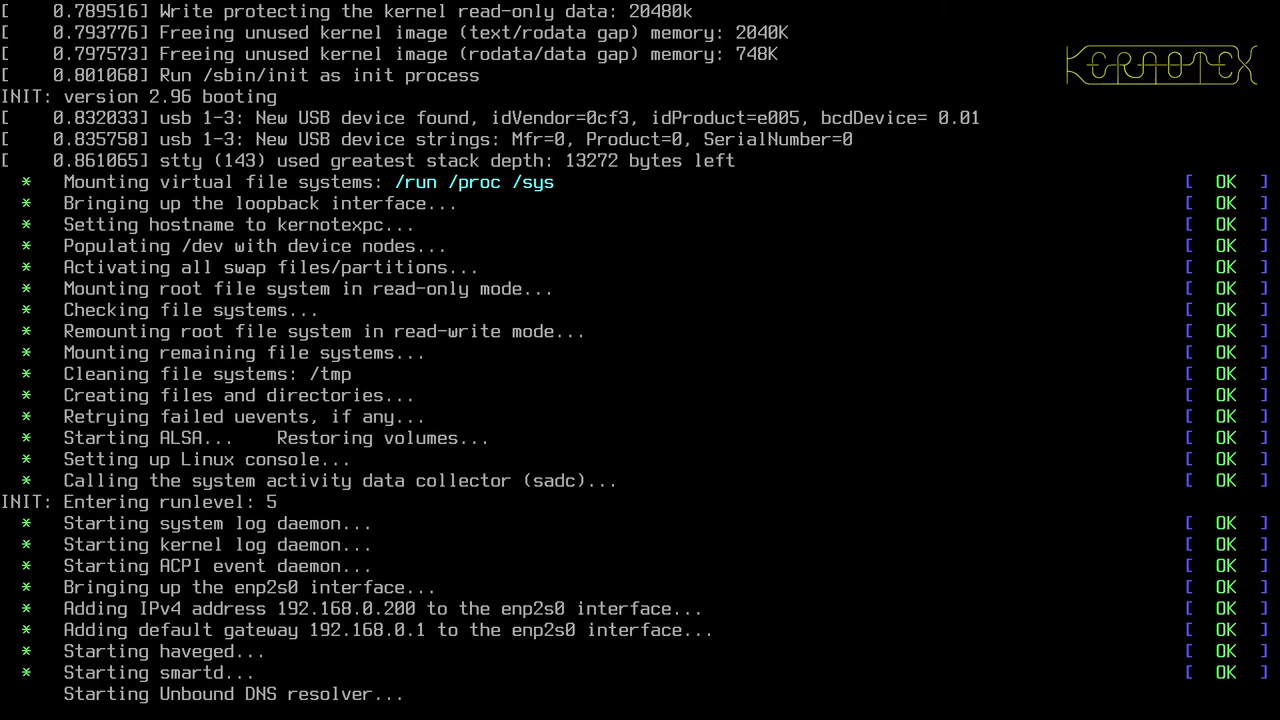 [    0.789516] Write protecting the kernel read-only data: 20480k
[    0.793776] Freeing unused kernel image (text/rodata gap) memory: 2040K
[    0.797573] Freeing unused kernel image (rodata/data gap) memory: 748K
KERNOTEX
[    0.801068] Run /sbin/init as init process
INIT: version 2.96 booting
[    0.832033] usb 1-3: New USB device found, idVendor=0cf3, idProduct=e005, bcdDevice= 0.01
[    0.835758] usb 1-3: New USB device strings: Mfr=0, Product=0, SerialNumber=0
[    0.861065] stty (143) used greatest stack depth: 13272 bytes left
* Mounting virtual file systems: /run /proc /sys [ OK ]
* Bringing up the loopback interface... [ OK ]
* Setting hostname to kernotexpc... [ OK ]
* Populating /dev with device nodes... [ OK ]
* Activating all swap files/partitions... [ OK ]
* Mounting root file system in read-only mode... [ OK ]
* Checking file systems... [ OK ]
* Remounting root file system in read-write mode... [ OK ]
* Mounting remaining file systems... [ OK ]
* Cleaning file systems: /tmp [ OK ]
* Creating files and directories... [ OK ]
* Retrying failed uevents, if any... [ OK ]
* Starting ALSA...    Restoring volumes... [ OK ]
* Setting up Linux console... [ OK ]
* Calling the system activity data collector (sadc)... [ OK ]
INIT: Entering runlevel: 5
* Starting system log daemon... [ OK ]
* Starting kernel log daemon... [ OK ]
* Starting ACPI event daemon... [ OK ]
* Bringing up the enp2s0 interface... [ OK ]
* Adding IPv4 address 192.168.0.200 to the enp2s0 interface... [ OK ]
* Adding default gateway 192.168.0.1 to the enp2s0 interface... [ OK ]
* Starting haveged... [ OK ]
* Starting smartd... [ OK ]
Starting Unbound DNS resolver...